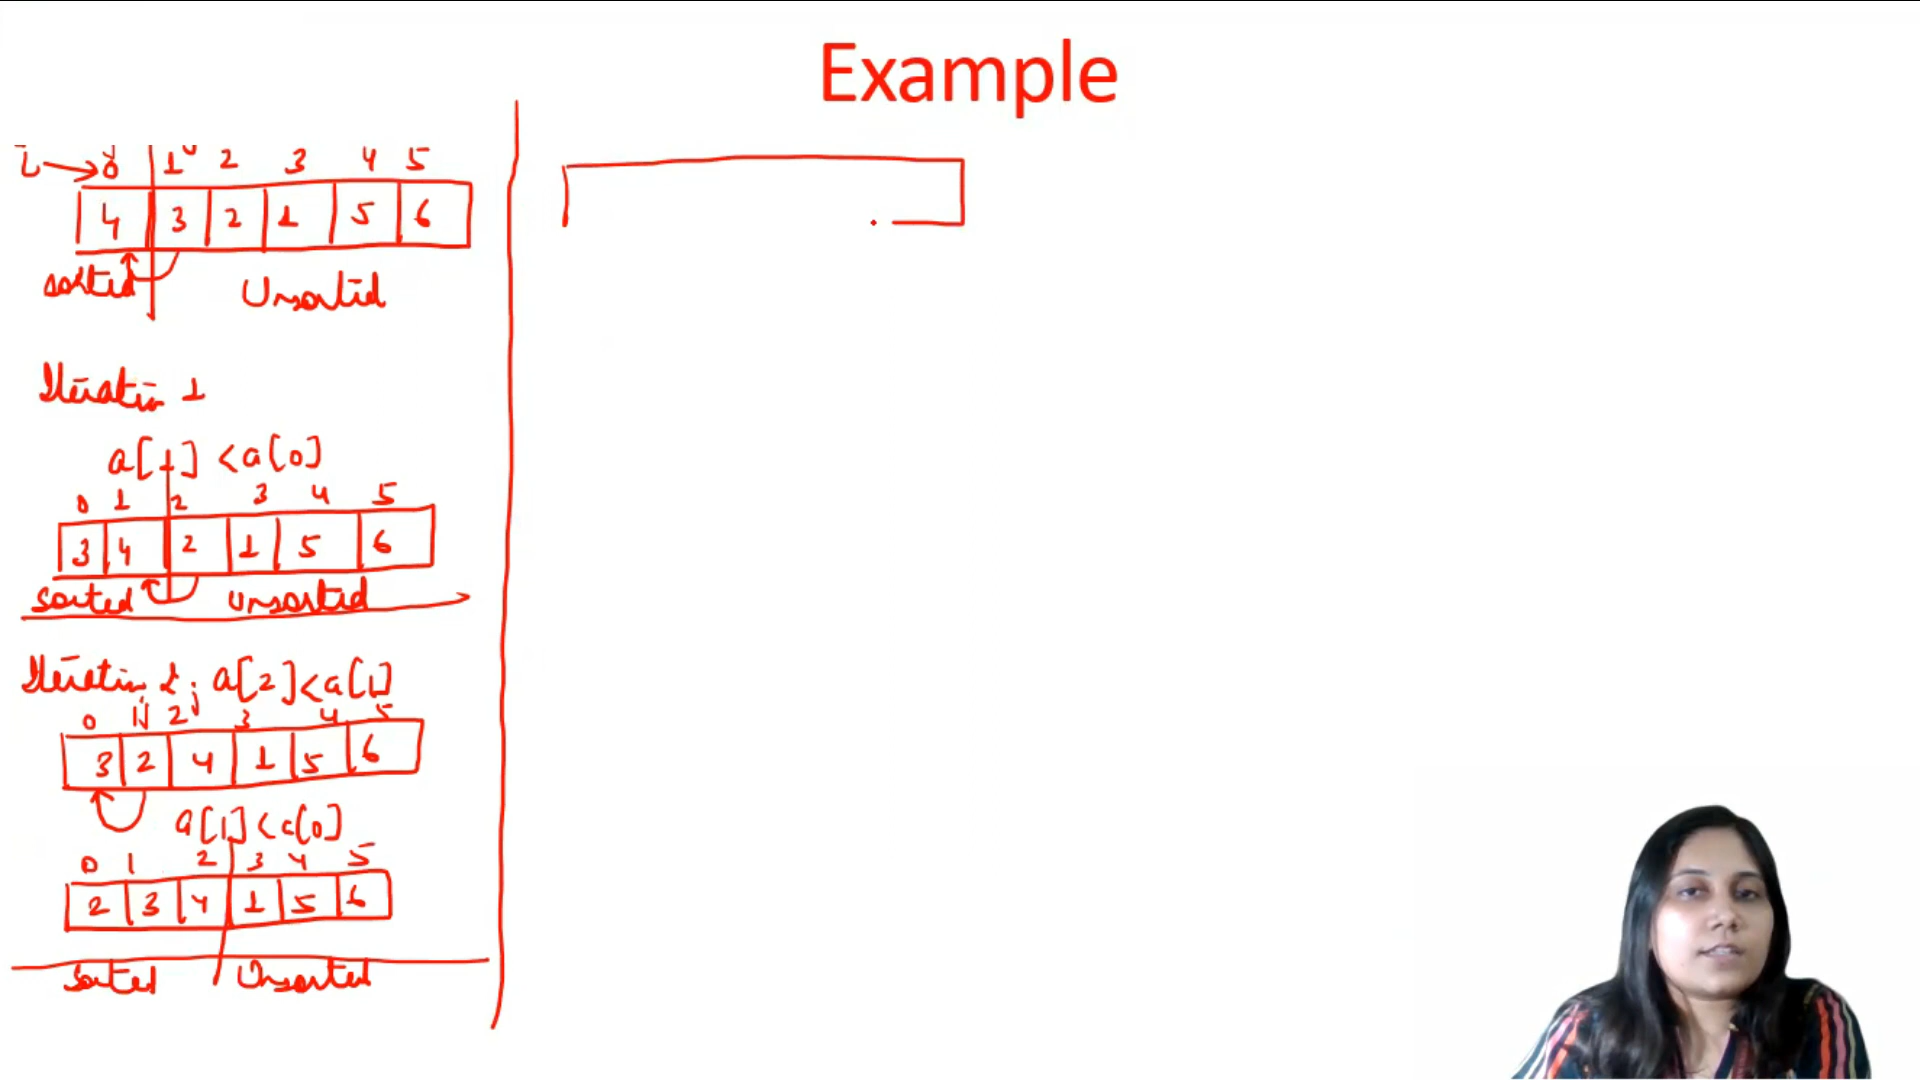 Example
i → 0 1 2 3 4 5
4 3 2 1 5 6
sorted Unsorted
Iteration 1
a[1] < a[0]
0 1 2 3 4 5
3 4 2 1 5 6
sorted unsorted
Iteration 2 a[2] < a[1]
0 1j 2j 3 4 5
3 2 4 1 5 6
a[1] < a[0]
0 1 2 3 4 5
2 3 4 1 5 6
Sorted Unsorted